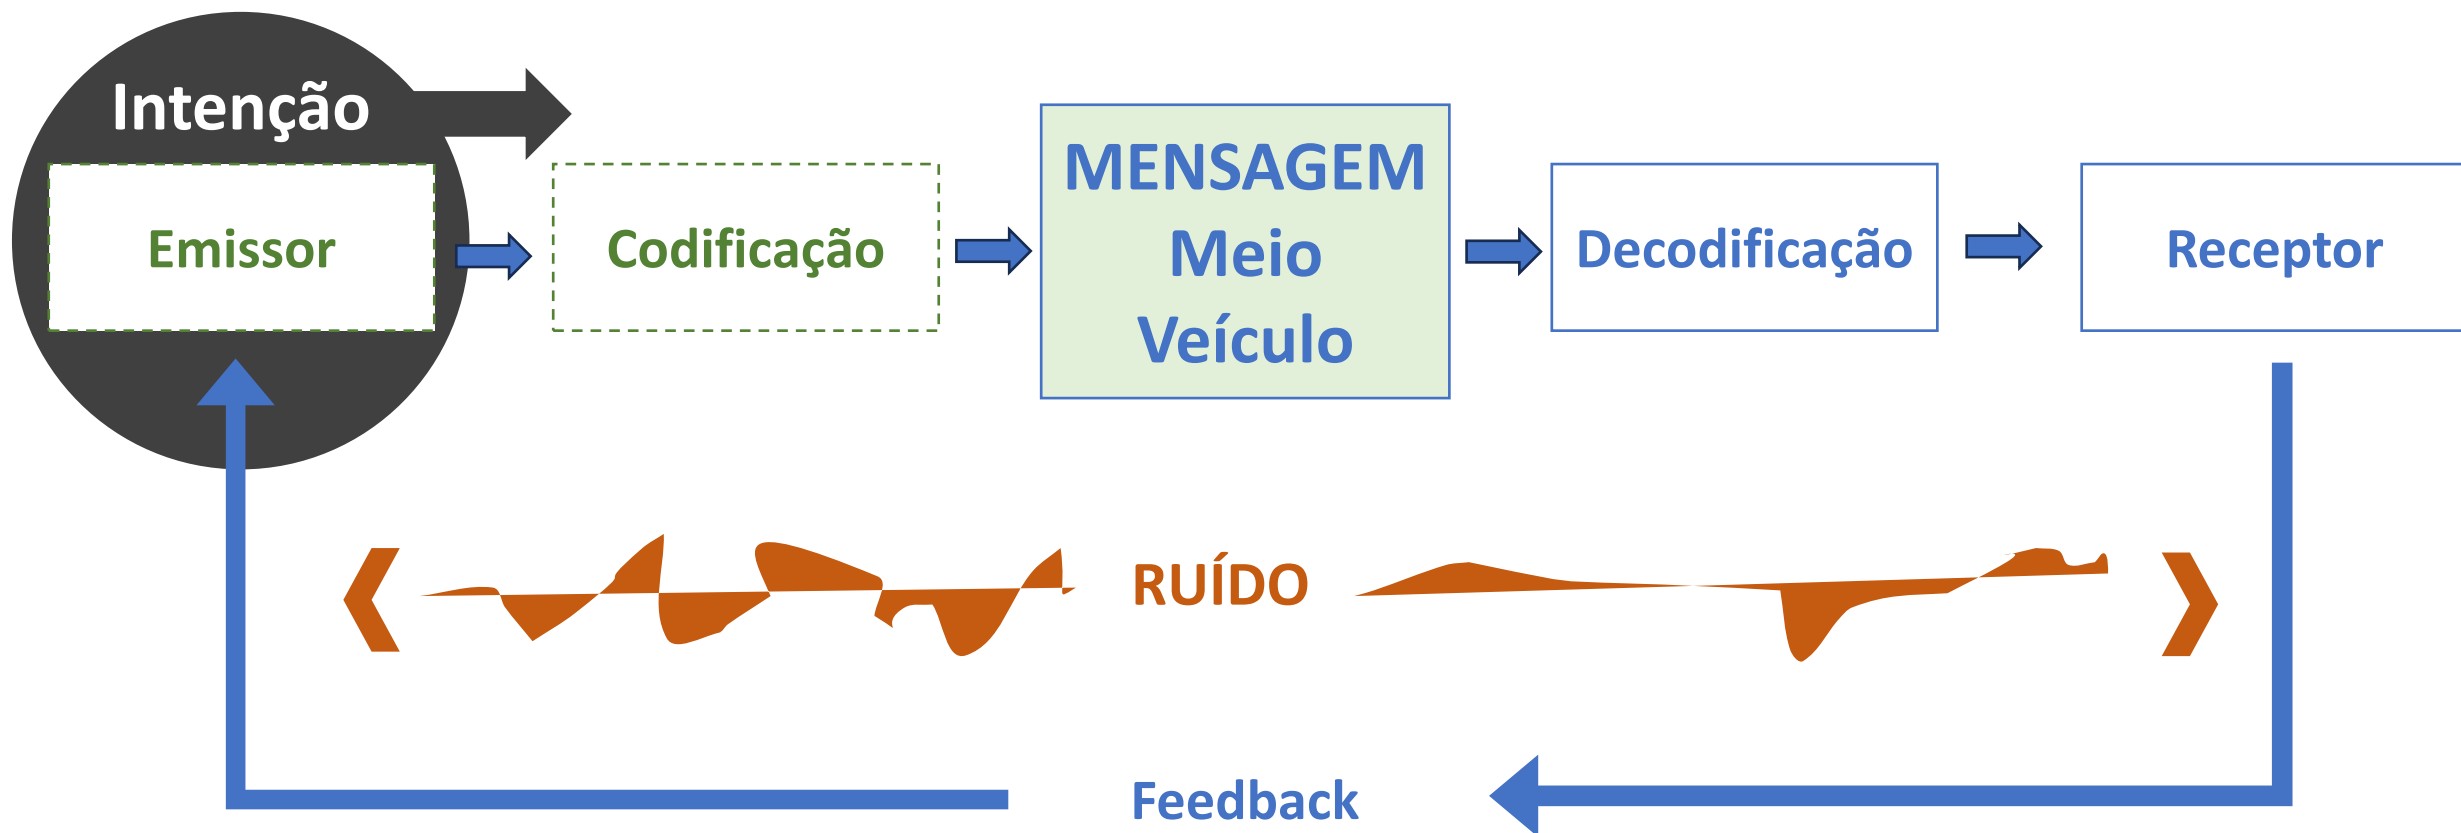 Intenção
Emissor
Codificação
MENSAGEM
Meio
Veículo
Decodificação
Receptor
RUÍDO
Feedback